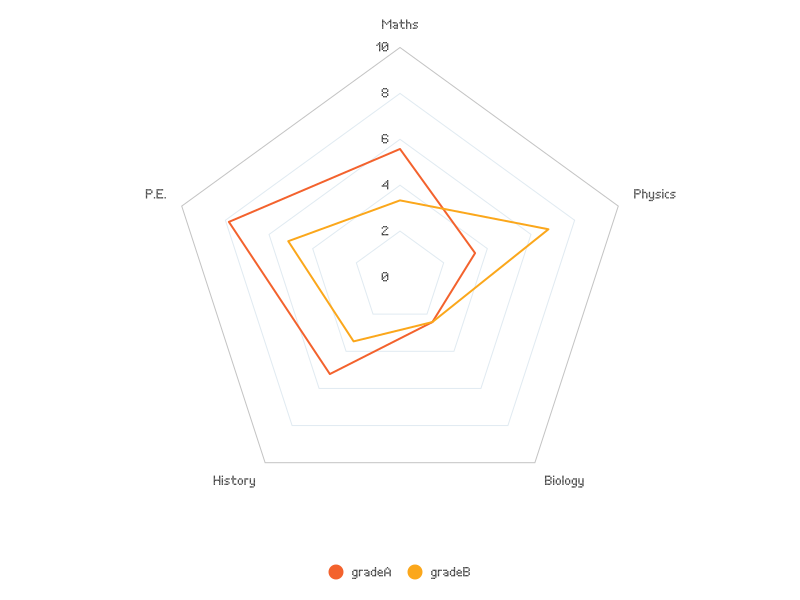 Maths
10
8
6
4
2
0
P.E.
Physics
History
Biology
gradeA
gradeB